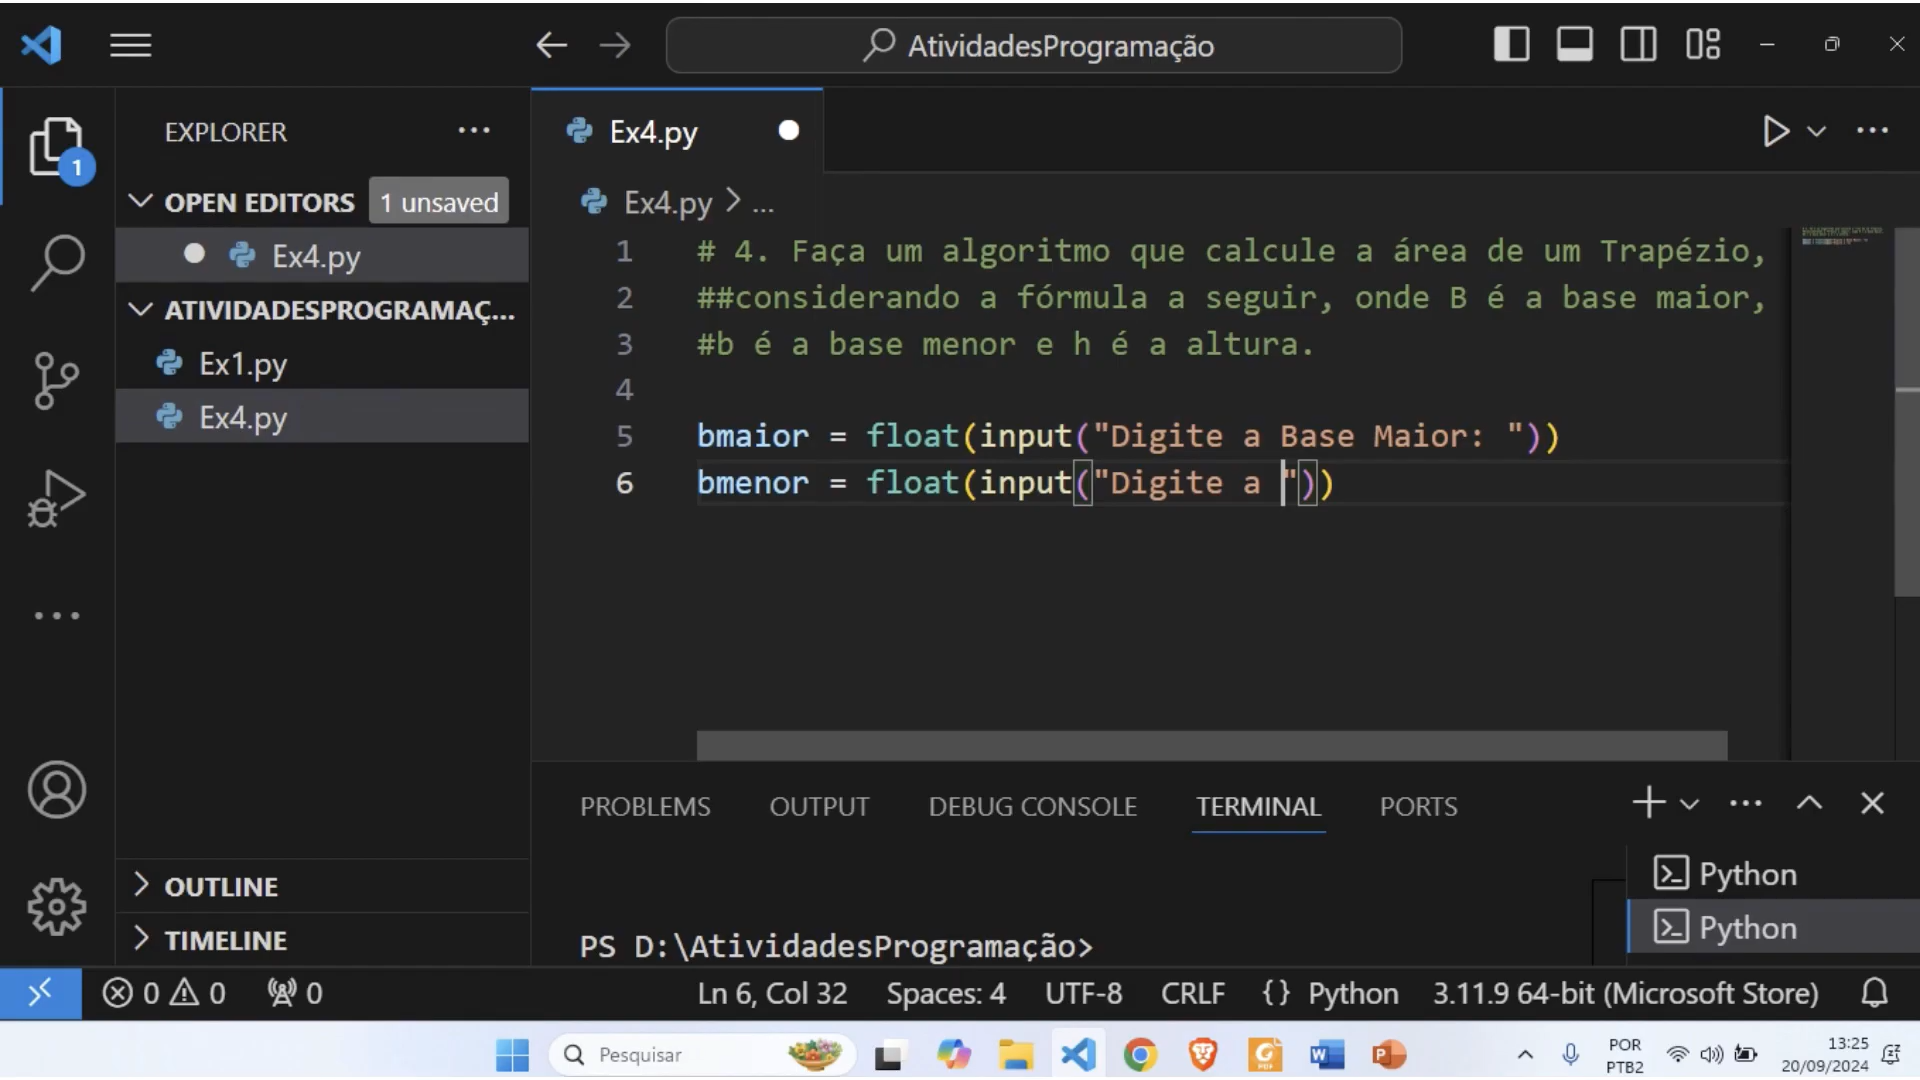 AtividadesProgramação
EXPLORER
Ex4.py
1
OPEN EDITORS
1 unsaved
Ex4.py > ...
Ex4.py
ATIVIDADESPROGRAMAÇ...
Ex1.py
Ex4.py
1 # 4. Faça um algoritmo que calcule a área de um Trapézio,
2 ##considerando a fórmula a seguir, onde B é a base maior,
3 #b é a base menor e h é a altura.
4
5 bmaior = float(input("Digite a Base Maior: "))
6 bmenor = float(input("Digite a "))
PROBLEMS OUTPUT DEBUG CONSOLE TERMINAL PORTS
Python
Python
PS D:\AtividadesProgramação>
OUTLINE
TIMELINE
0 0 0 Ln 6, Col 32 Spaces: 4 UTF-8 CRLF {} Python 3.11.9 64-bit (Microsoft Store)
Pesquisar
POR
PTB2
13:25
20/09/2024